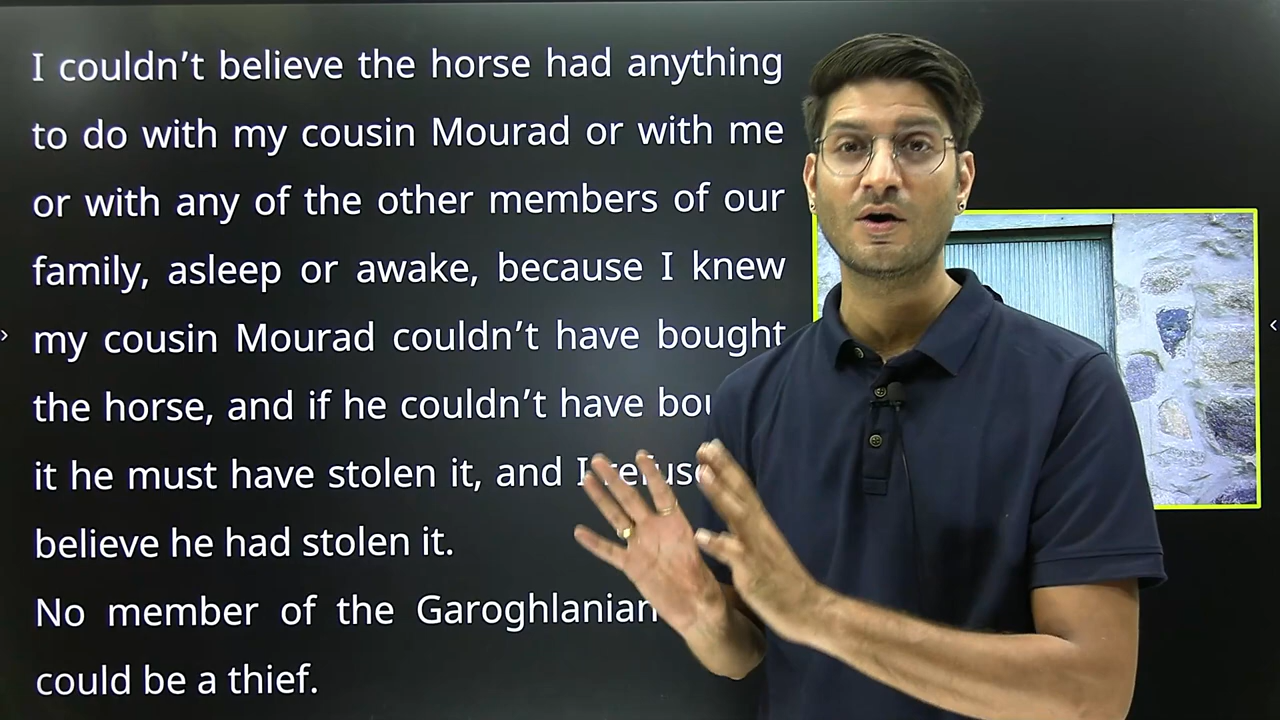 I couldn’t believe the horse had anything
to do with my cousin Mourad or with me
or with any of the other members of our
family, asleep or awake, because I knew
my cousin Mourad couldn’t have bought
the horse, and if he couldn’t have
it he must have stolen it, and I
believe he had stolen it.
No member of the Garoghlanian
could be a thief.